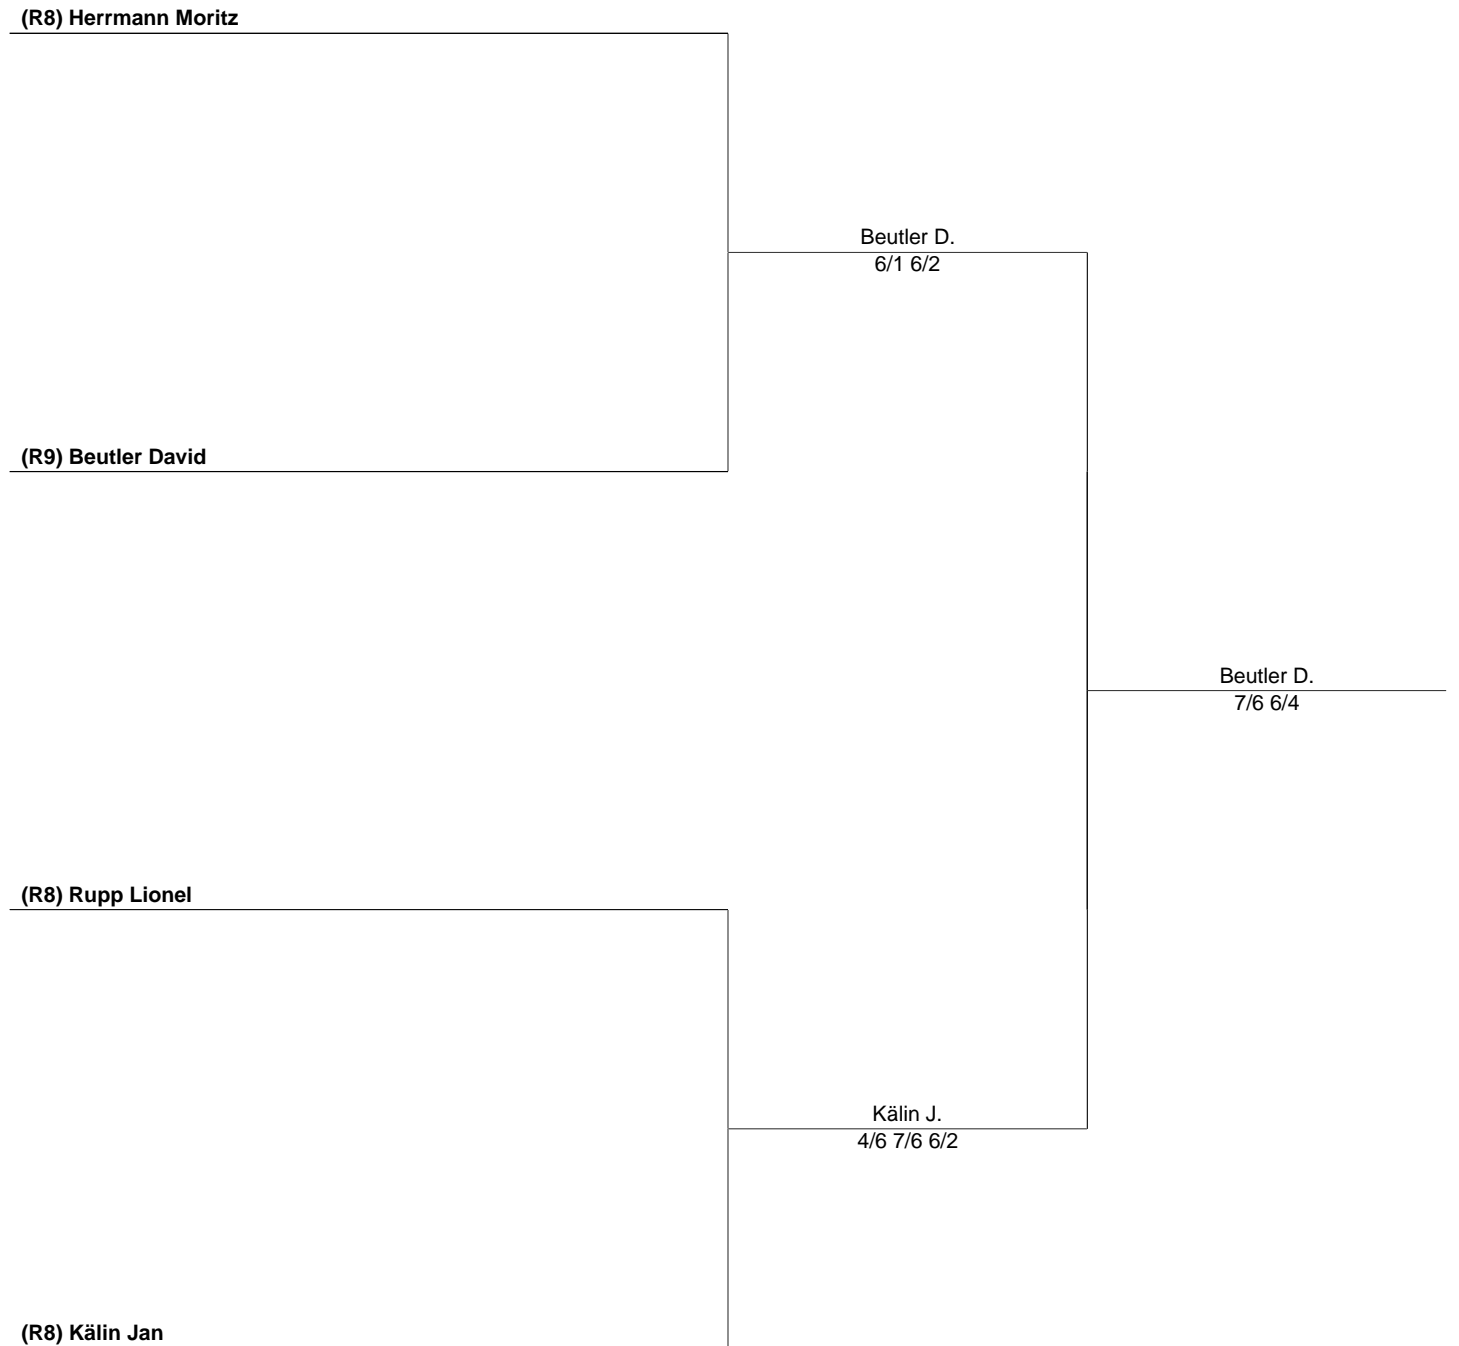 (R8) Herrmann Moritz
Beutler D.
6/1 6/2
(R9) Beutler David
Beutler D.
7/6 6/4
(R8) Rupp Lionel
Kälin J.
4/6 7/6 6/2
(R8) Kälin Jan